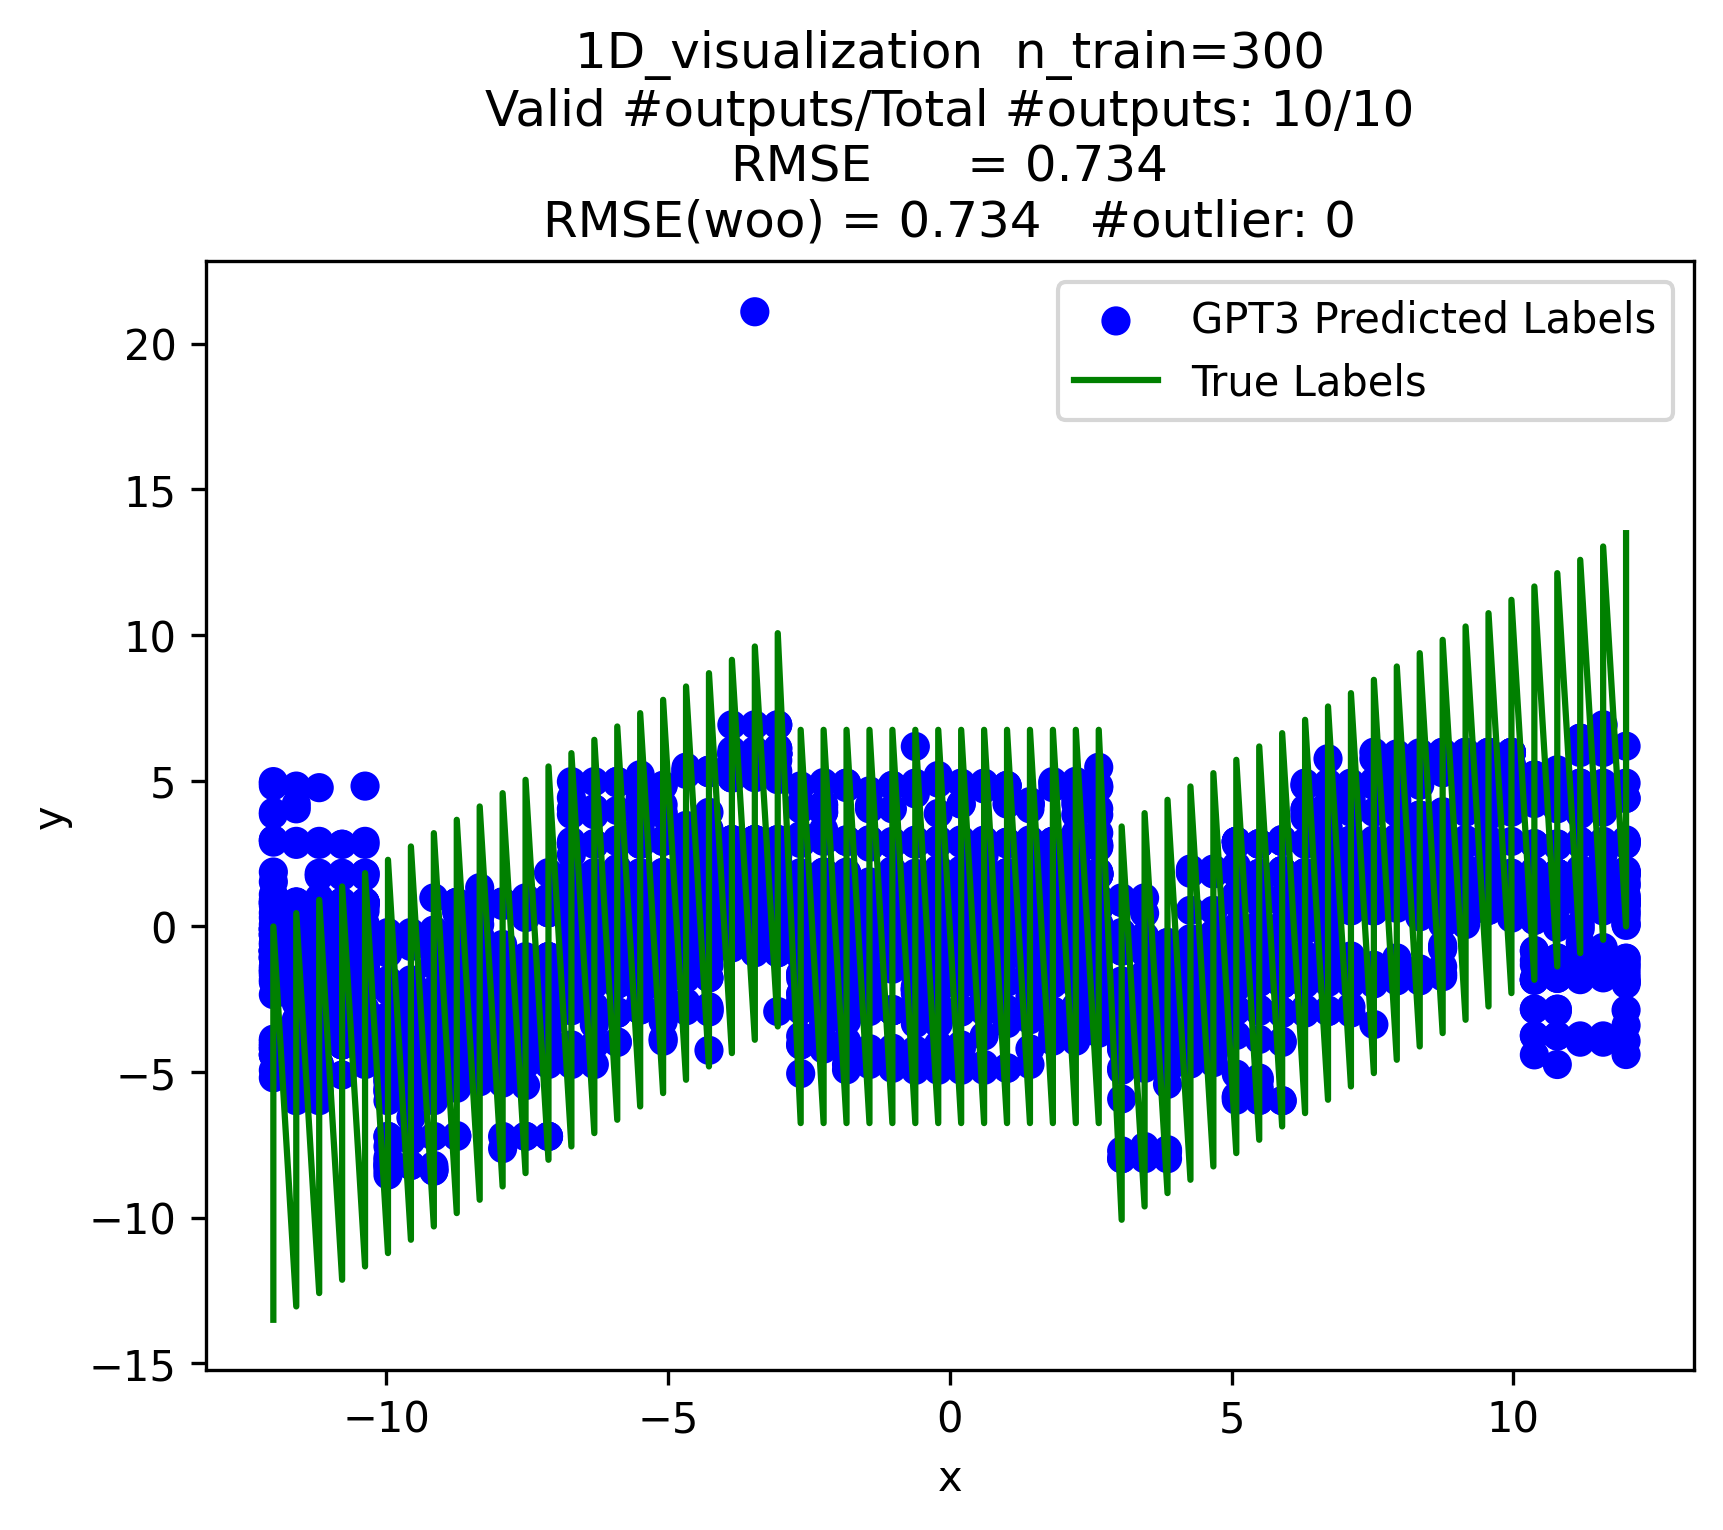 1D_visualization  n_train=300
Valid #outputs/Total #outputs: 10/10
RMSE      = 0.734
RMSE(woo) = 0.734   #outlier: 0
GPT3 Predicted Labels
True Labels
20
15
10
5
0
−5
−10
−15
y
−10
−5
0
5
10
x